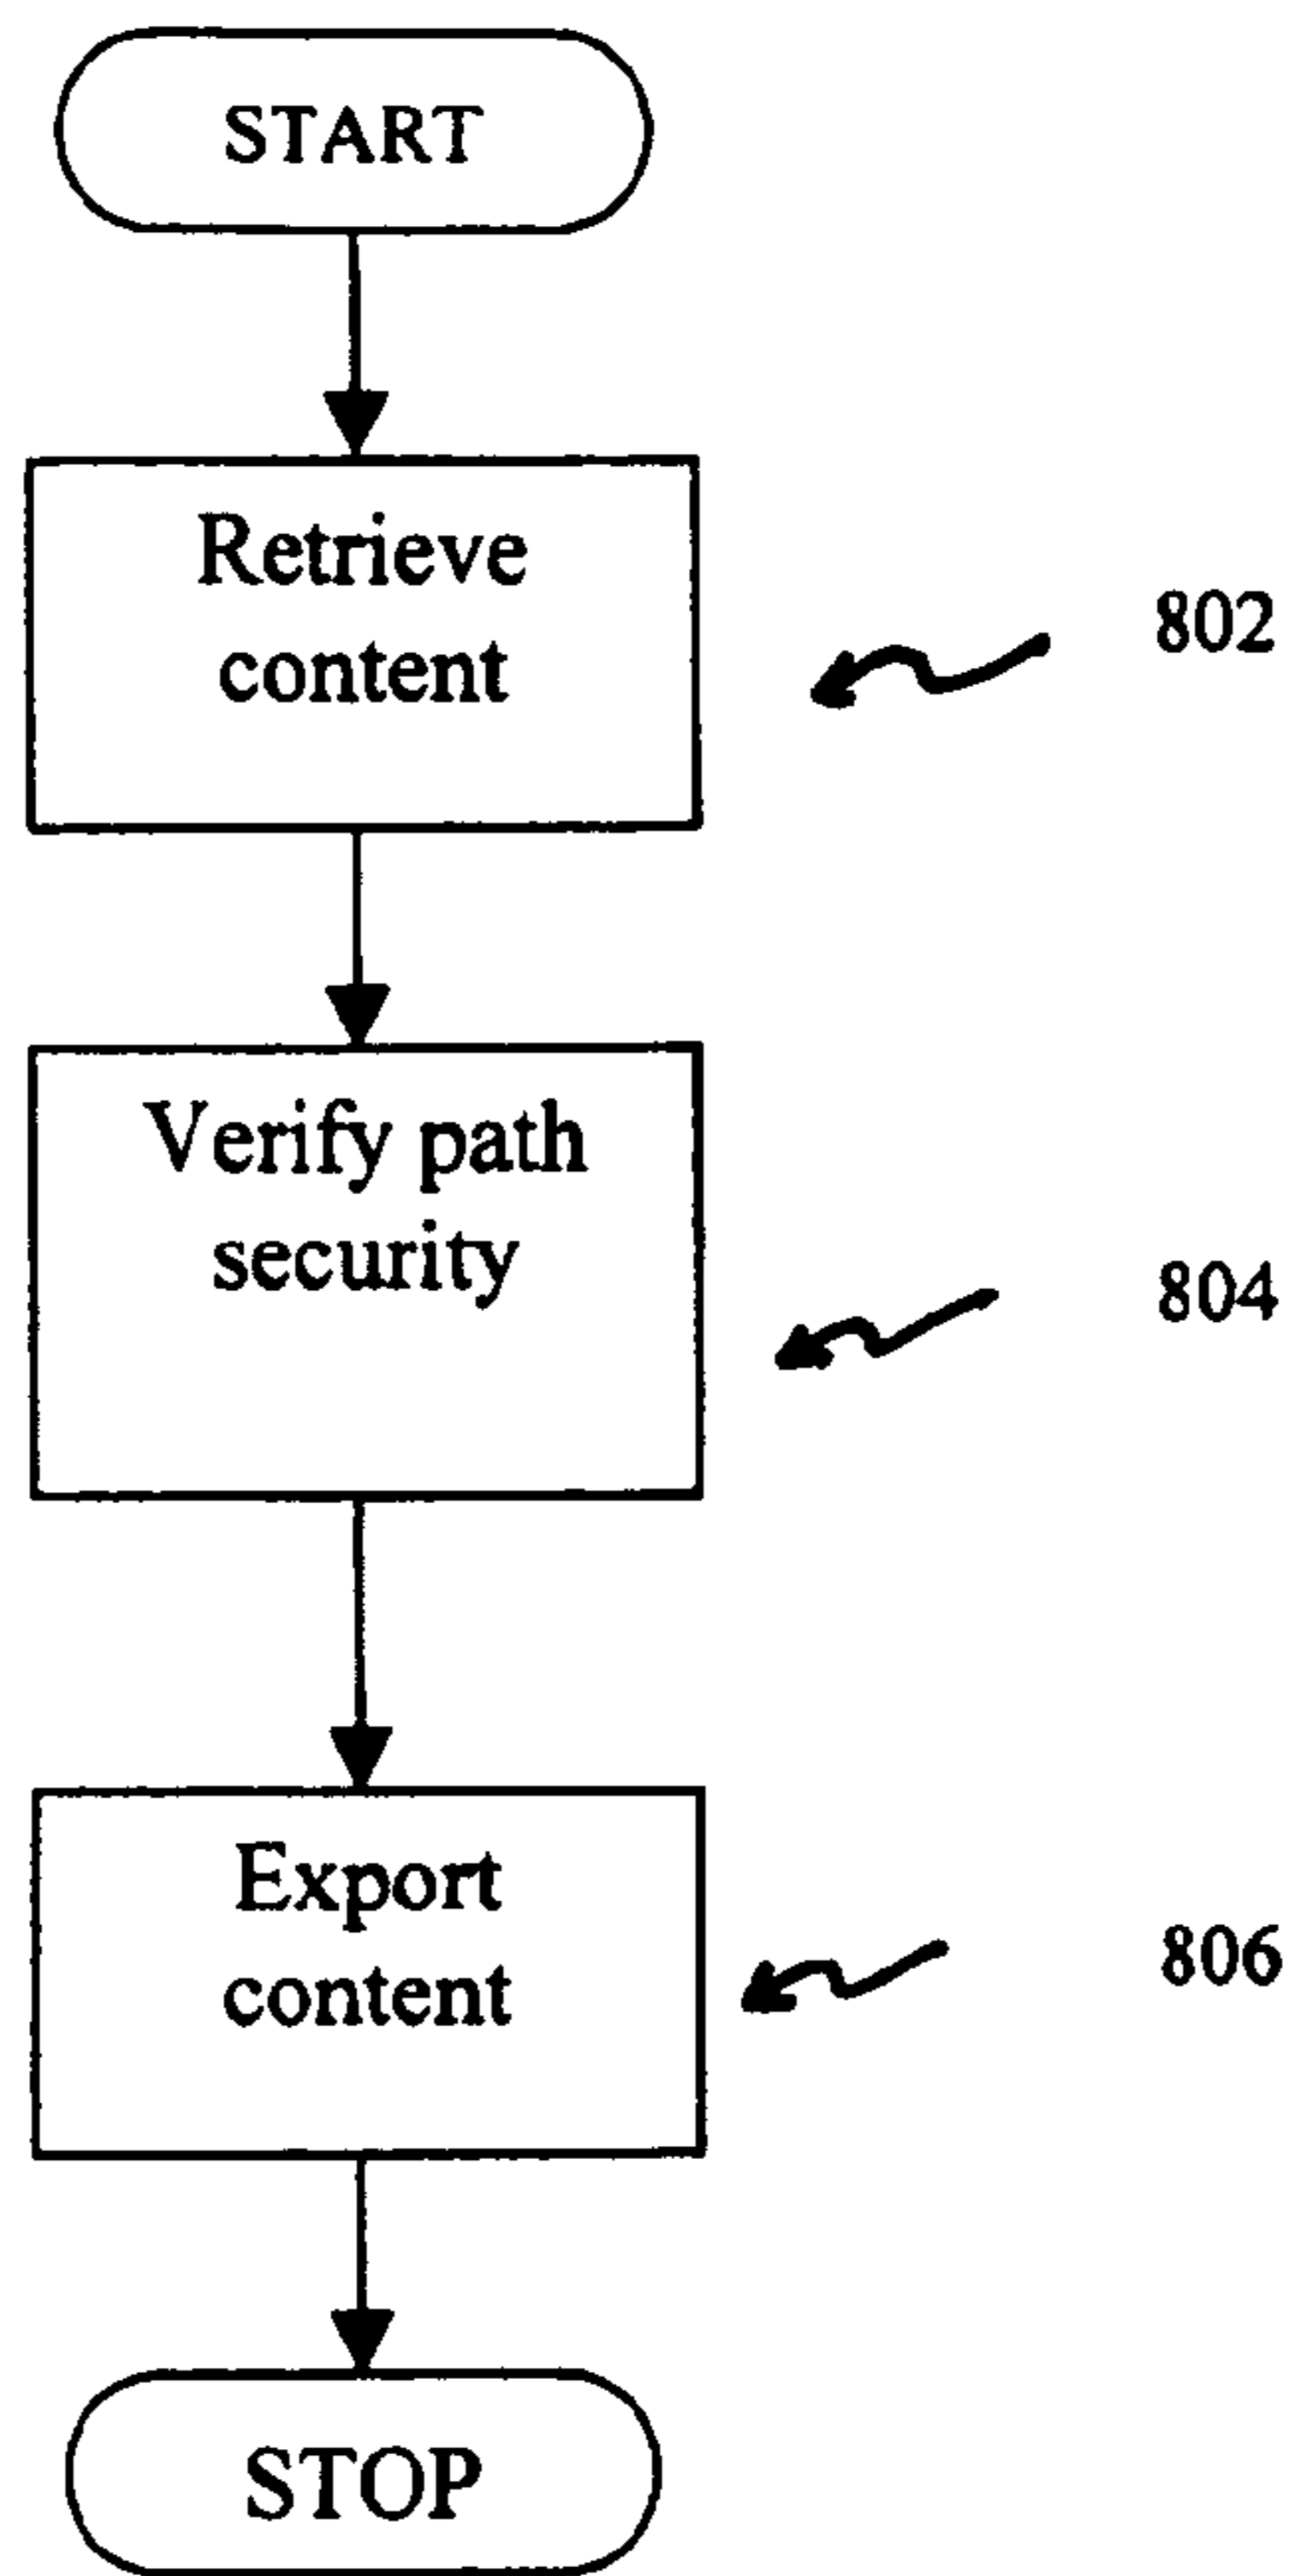 START
Retrieve
content
802
Verify path
security
804
Export
content
806
STOP